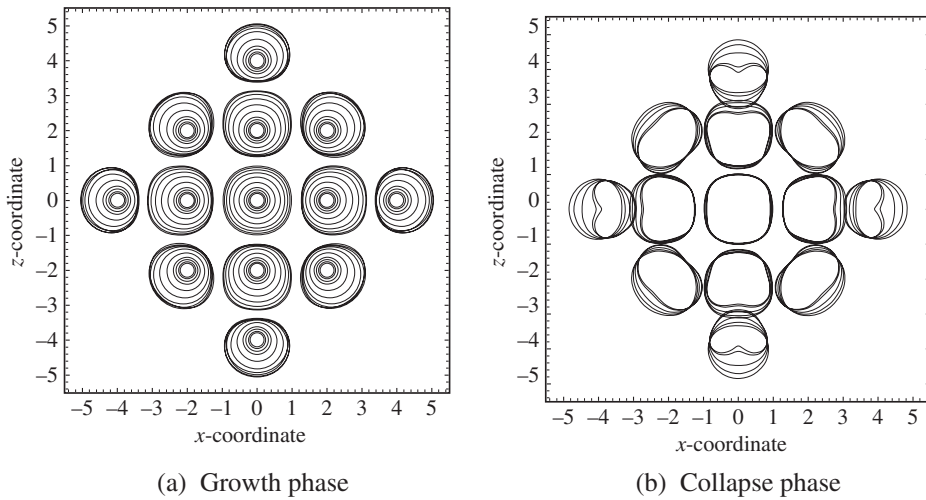 5
4
3
2
1
0
–1
–2
–3
–4
–5
z-coordinate
–5 –4 –3 –2 –1 0 1 2 3 4 5
x-coordinate
(a) Growth phase
5
4
3
2
1
0
–1
–2
–3
–4
–5
z-coordinate
–5 –4 –3 –2 –1 0 1 2 3 4 5
x-coordinate
(b) Collapse phase